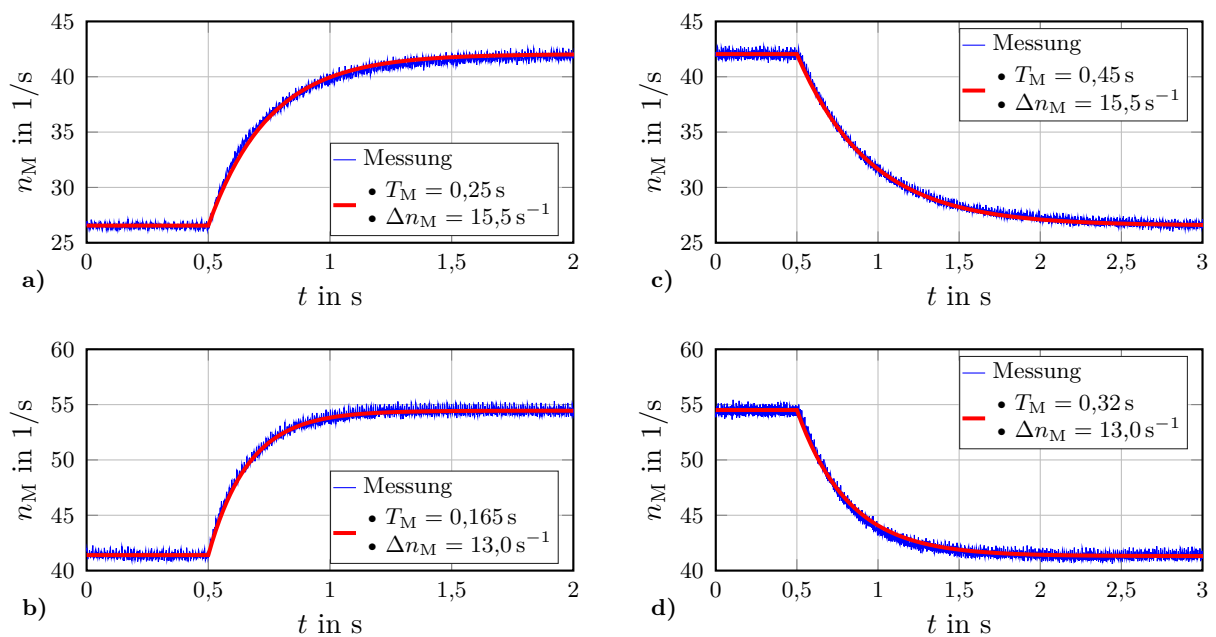 45
40
35
30
25
n_M in 1/s
Messung
• T_M = 0,25 s
• Δn_M = 15,5 s⁻¹
0 0,5 1 1,5 2
t in s
a)
45
40
35
30
25
n_M in 1/s
Messung
• T_M = 0,45 s
• Δn_M = 15,5 s⁻¹
0 0,5 1 1,5 2 2,5 3
t in s
c)
60
55
50
45
40
n_M in 1/s
Messung
• T_M = 0,165 s
• Δn_M = 13,0 s⁻¹
0 0,5 1 1,5 2
t in s
b)
60
55
50
45
40
n_M in 1/s
Messung
• T_M = 0,32 s
• Δn_M = 13,0 s⁻¹
0 0,5 1 1,5 2 2,5 3
t in s
d)